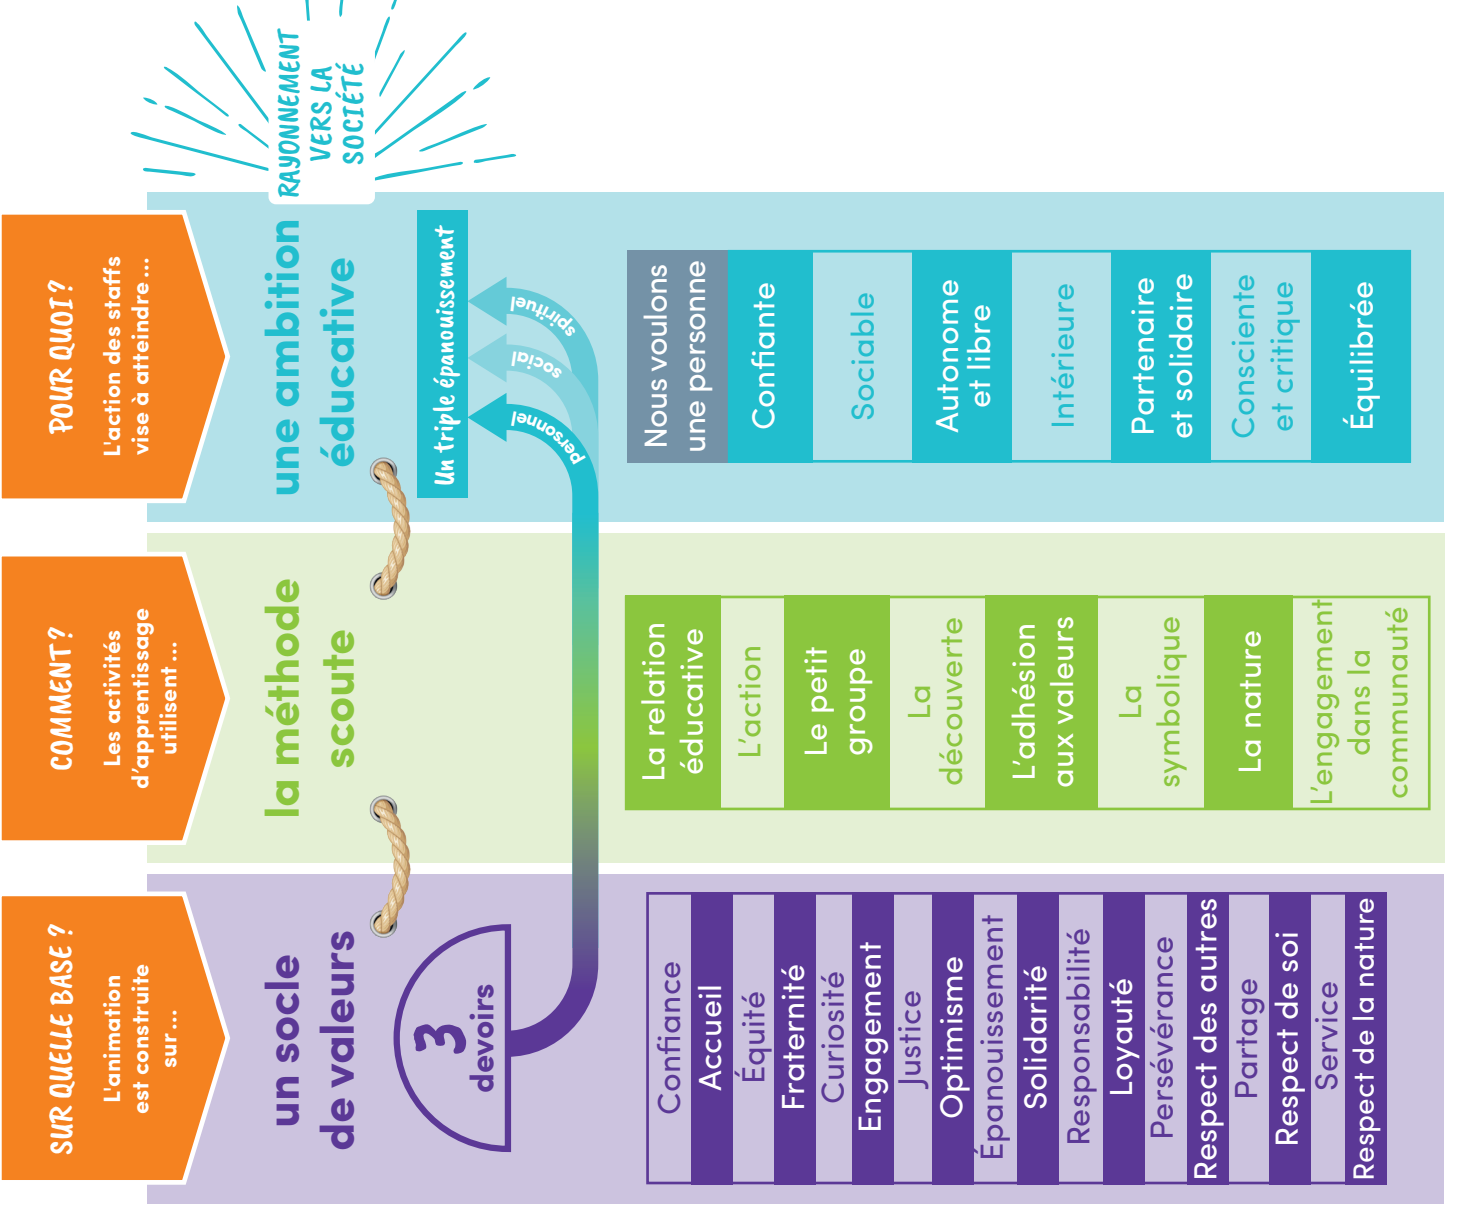 SUR QUELLE BASE ?
L'animation
est construite
sur...
un socle
de valeurs
3
devoirs
Confiance
Accueil
Équité
Fraternité
Curiosité
Engagement
Justice
Optimisme
Épanouissement
Solidarité
Responsabilité
Loyauté
Persévérance
Respect des autres
Partage
Respect de soi
Service
Respect de la nature
COMMENT?
Les activités
d'apprentissage
utilisent ...
la méthode
scoute
La relation
éducative
L'action
Le petit
groupe
La
découverte
L'adhésion
aux valeurs
La
symbolique
La nature
L'engagement
dans la
communauté
POUR QUOI?
L'action des staffs
vise à atteindre ...
une ambition
éducative
RAYONNEMENT
VERS LA
SOCIÉTÉ
Un triple épanouissement
personnel
social
spirituel
Nous voulons
une personne
Confiante
Sociable
Autonome
et libre
Intérieure
Partenaire
et solidaire
Consciente
et critique
Équilibrée